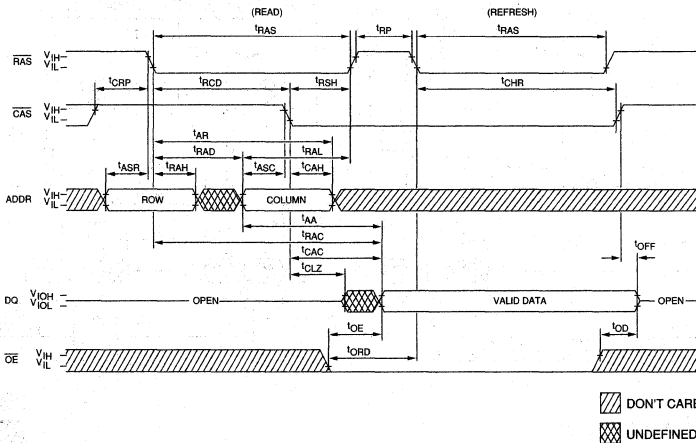 (READ) (REFRESH)
tRAS tRP tRAS
RAS VIH VIL
tCRP tRCD tRSH tCHR
CAS VIH VIL
tAR
tRAD tRAL
tASR tRAH tASC tCAH
ADDR VIH VIL ROW COLUMN
tAA
tRAC
tCAC tOFF
tCLZ
DQ VIOH VIOL OPEN VALID DATA OPEN
tOE tOD
OE VIH VIL tORD
DON'T CARE
UNDEFINED